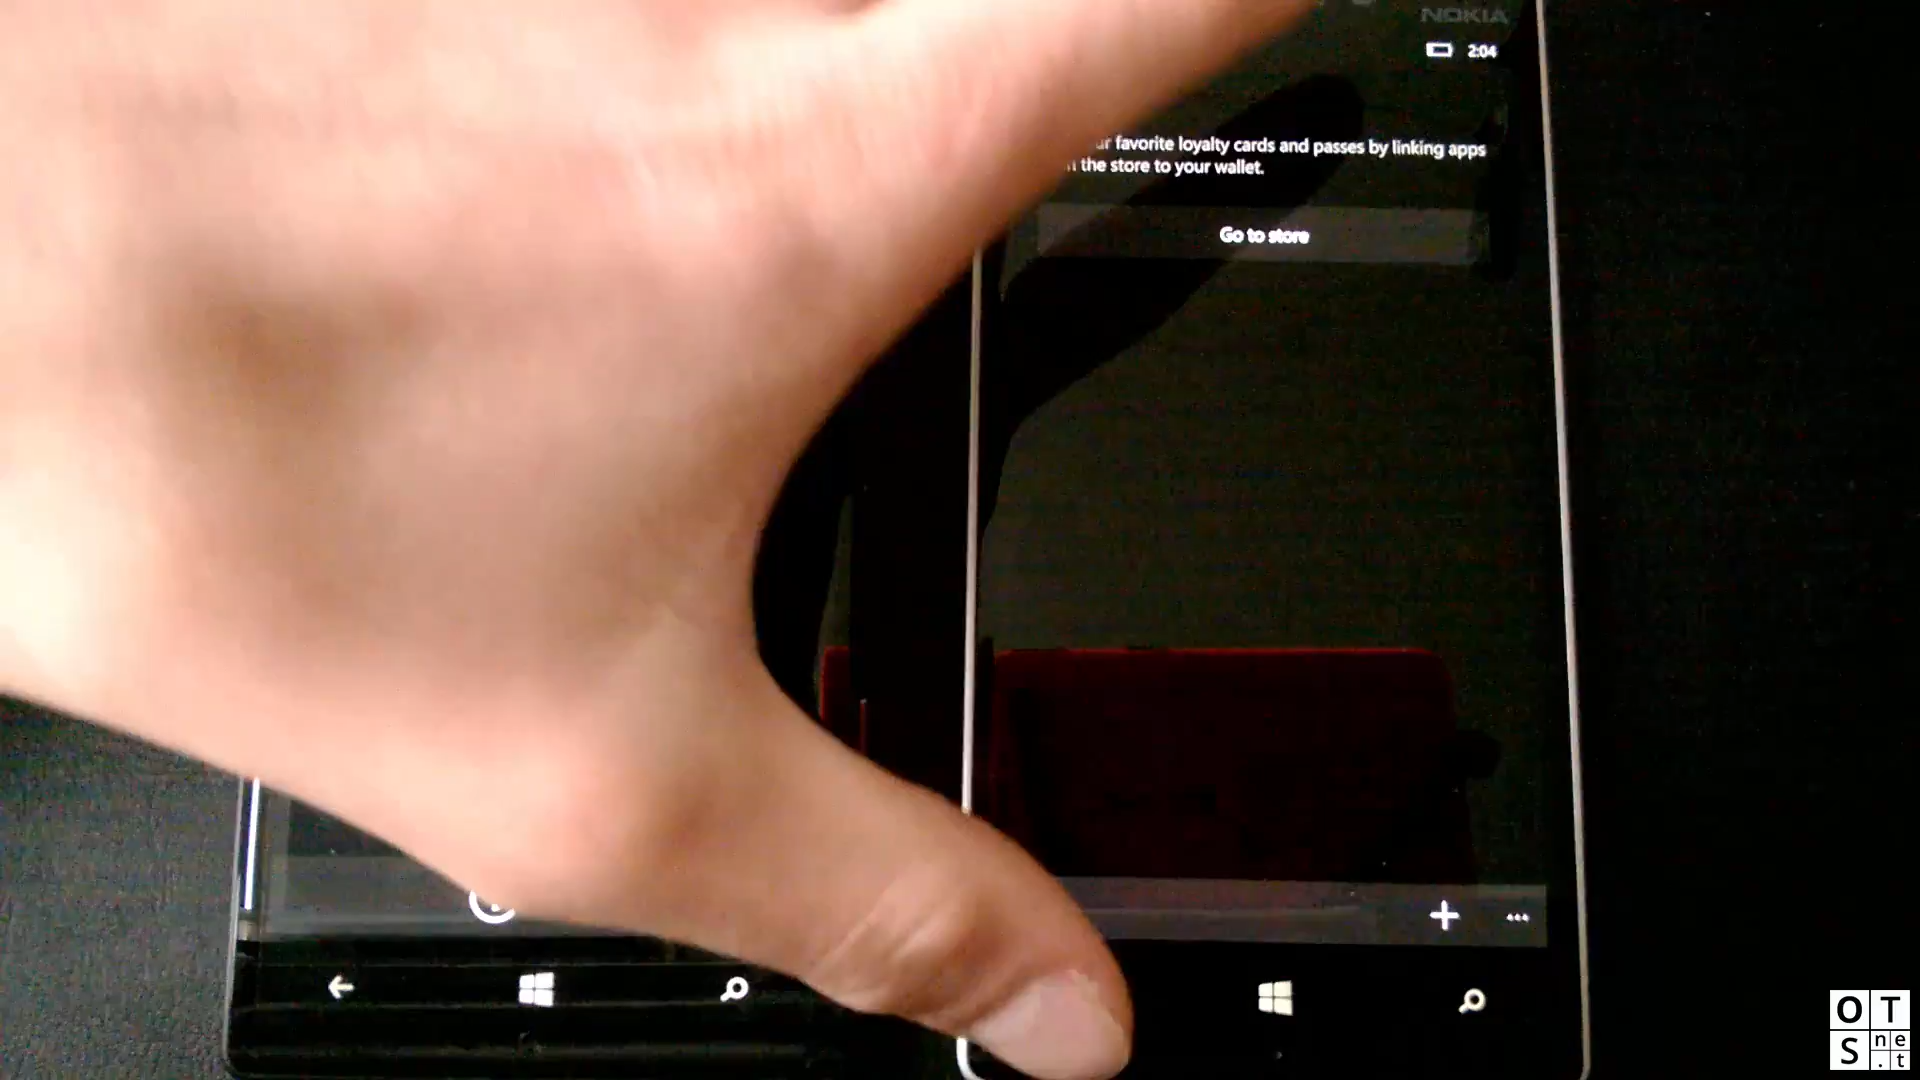 NOKIA
2:04
favorite loyalty cards and passes by linking apps
the store to your wallet.
Go to store
OTS
ne
.t